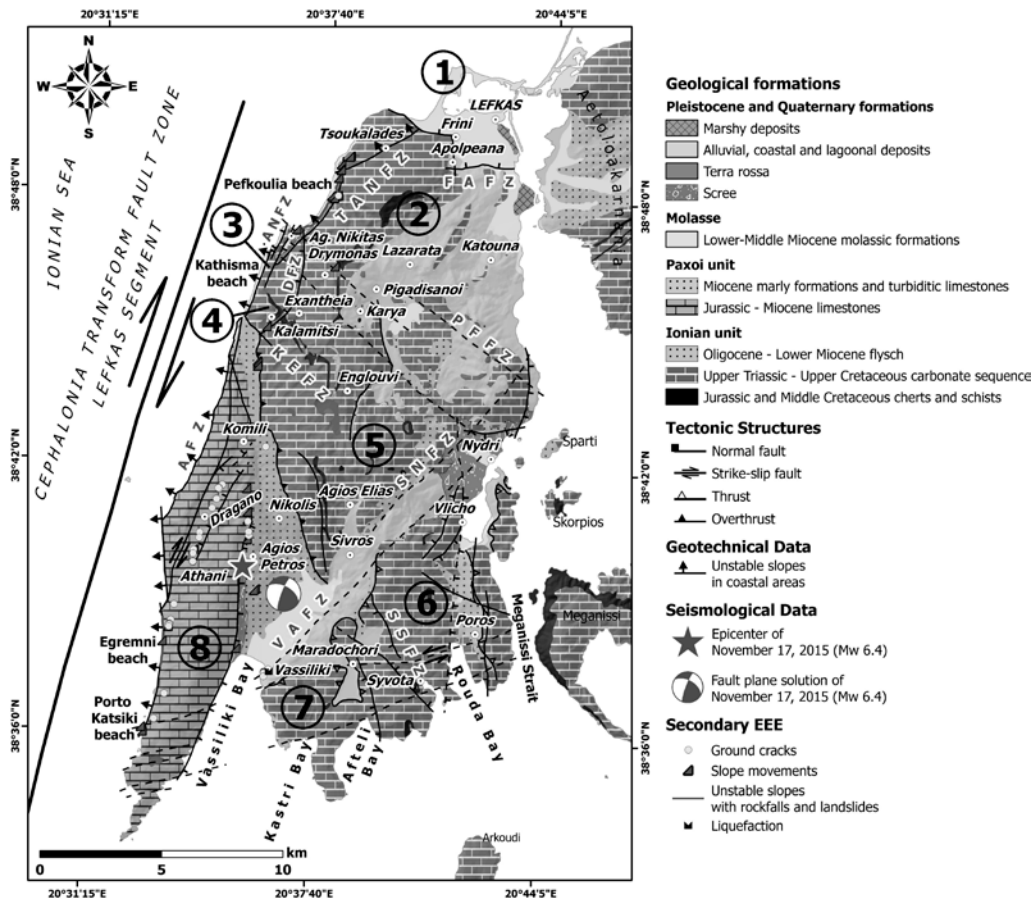 20°31'15"E
20°37'40"E
20°44'5"E
N
W
E
S
IONIAN SEA
CEPHALONIA TRANSFORM FAULT ZONE
LEFKAS SEGMENT
38°48'0"N
38°42'0"N
38°36'0"N
38°48'0"N
38°42'0"N
38°36'0"N
1
LEFKAS
Frini
Tsoukalades
Apolpeana
FAFZ
Aetoloakarnania
Pefkoulia beach
TANFZ
2
ANFZ
3
Ag. Nikitas
Drymonas
Lazarata
Katouna
Kathisma
beach
DFZ
Pigadisanoi
Exantheia
Karya
4
Kalamitsi
PFFZ
KEFZ
Englouvi
Komili
5
Nydri
Sparti
AFZ
SNFZ
Agios Elias
Dragano
Nikolis
Vlicho
Skorpios
Sivros
Agios
Petros
Athani
6
Meganissi
Poros
Meganissi Strait
VAFZ
SSFZ
Egremni
beach
8
Maradochori
Vassiliki
Syvota
7
Porto
Katsiki
beach
Vassiliki Bay
Kastri Bay
Afteli
Bay
Rouda Bay
Arkoudi
km
0
5
10
20°31'15"E
20°37'40"E
20°44'5"E
Geological formations
Pleistocene and Quaternary formations
Marshy deposits
Alluvial, coastal and lagoonal deposits
Terra rossa
Scree
Molasse
Lower-Middle Miocene molassic formations
Paxoi unit
Miocene marly formations and turbiditic limestones
Jurassic - Miocene limestones
Ionian unit
Oligocene - Lower Miocene flysch
Upper Triassic - Upper Cretaceous carbonate sequence
Jurassic and Middle Cretaceous cherts and schists
Tectonic Structures
Normal fault
Strike-slip fault
Thrust
Overthrust
Geotechnical Data
Unstable slopes
in coastal areas
Seismological Data
Epicenter of
November 17, 2015 (Mw 6.4)
Fault plane solution of
November 17, 2015 (Mw 6.4)
Secondary EEE
Ground cracks
Slope movements
Unstable slopes
with rockfalls and landslides
Liquefaction